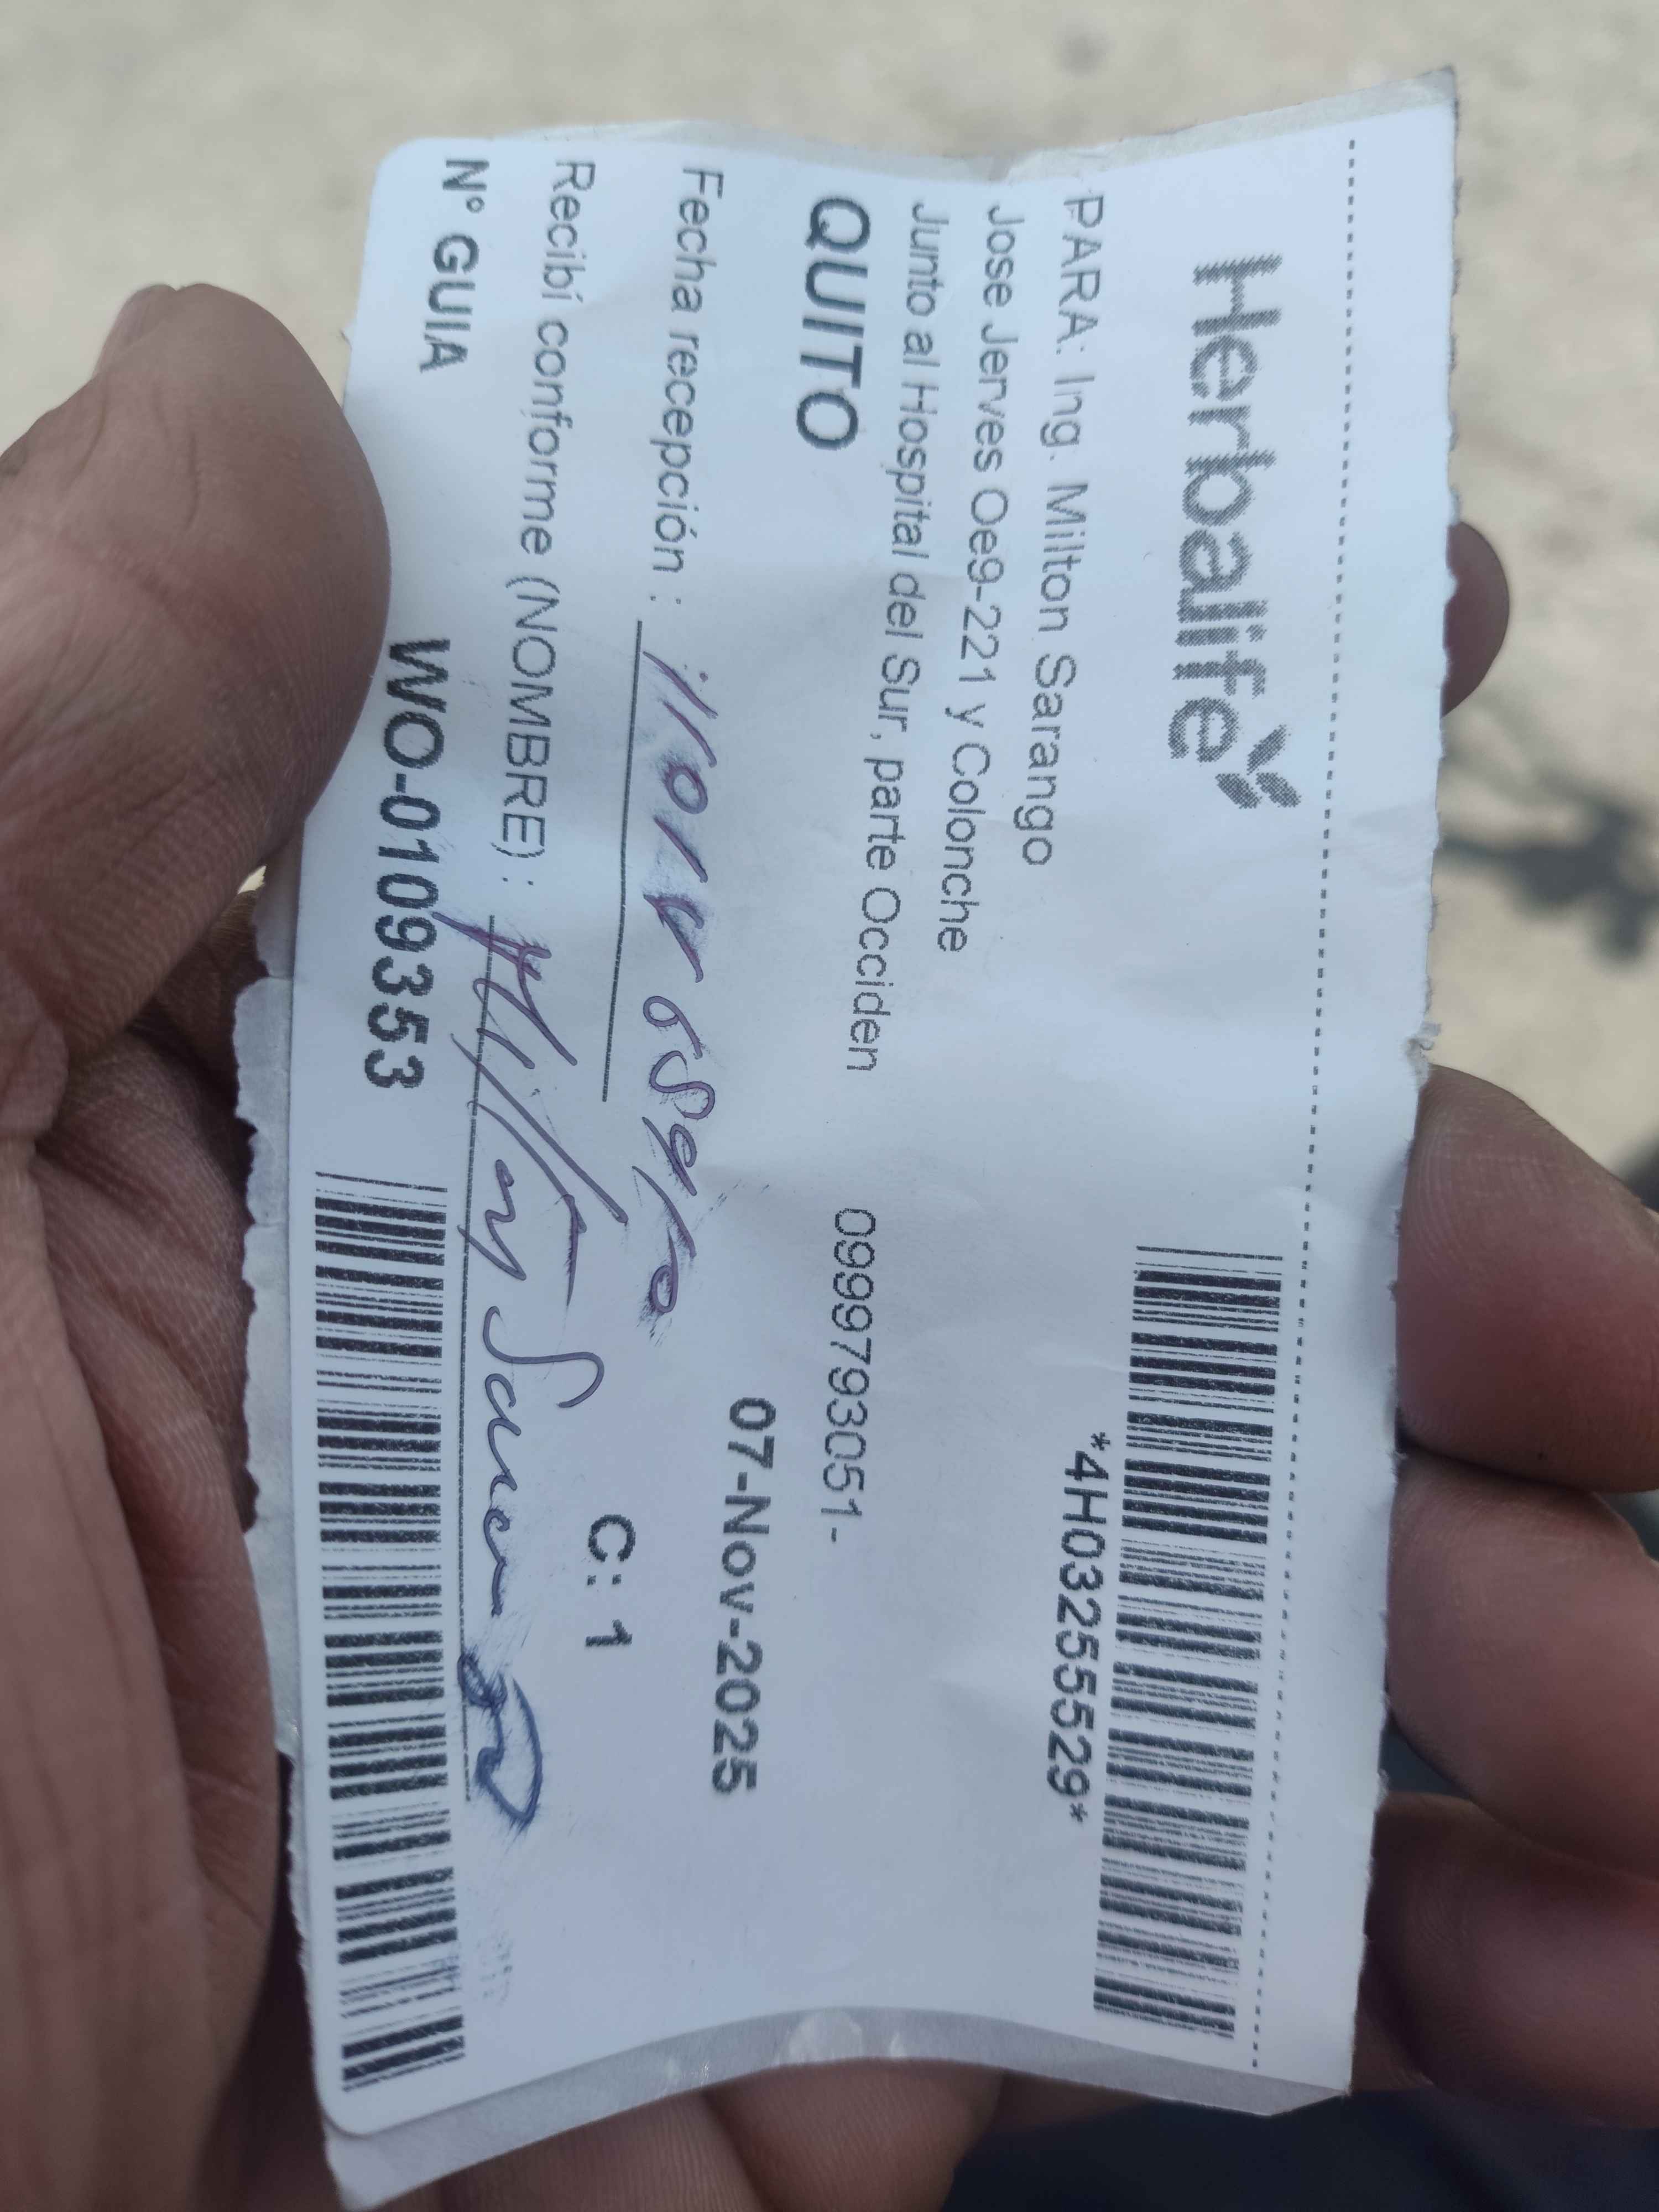 Herbalife
*4H03255529*
PARA: Ing. Milton Sarango
Jose Jerves Oe9-221 y Colonche
Junto al Hospital del Sur, parte Occiden 0999793051-
QUITO
07-Nov-2025
Fecha recepción :
C: 1
Recibí conforme (NOMBRE) :
Nº GUIA WO-0109353